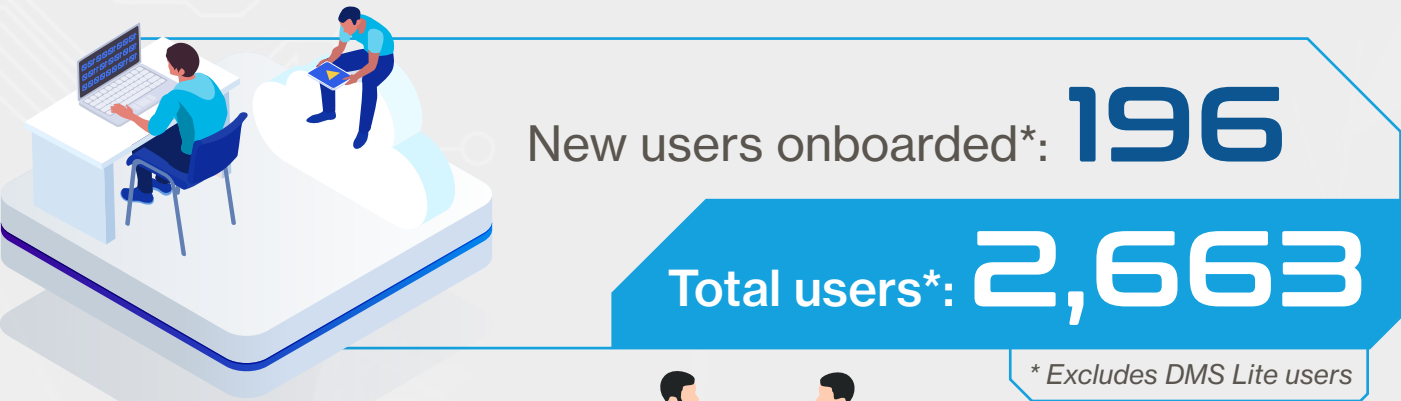 New users onboarded*: 196
Total users*: 2,663
* Excludes DMS Lite users